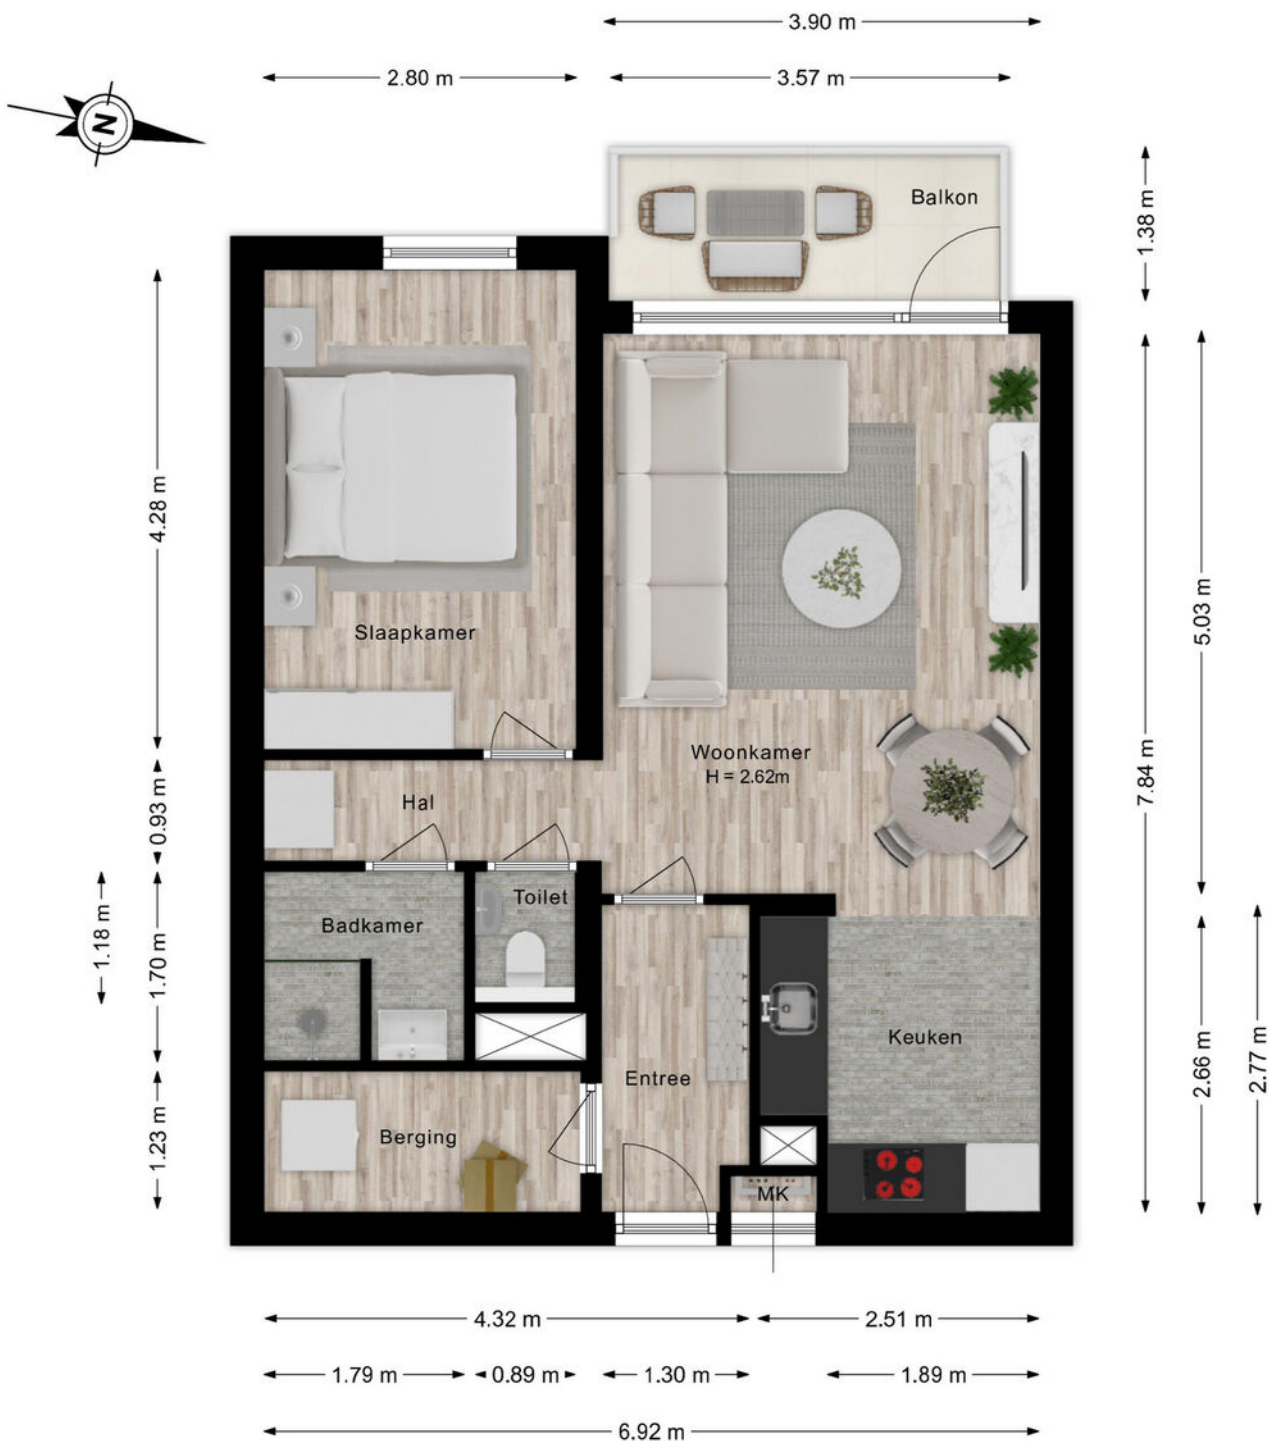 3.90 m
2.80 m
3.57 m
N
Balkon
1.38 m
4.28 m
Slaapkamer
5.03 m
Woonkamer
H = 2.62m
7.84 m
0.93 m
Hal
Toilet
Badkamer
1.18 m
1.70 m
Keuken
2.66 m
2.77 m
Entree
1.23 m
Berging
MK
4.32 m
2.51 m
1.79 m
0.89 m
1.30 m
1.89 m
6.92 m